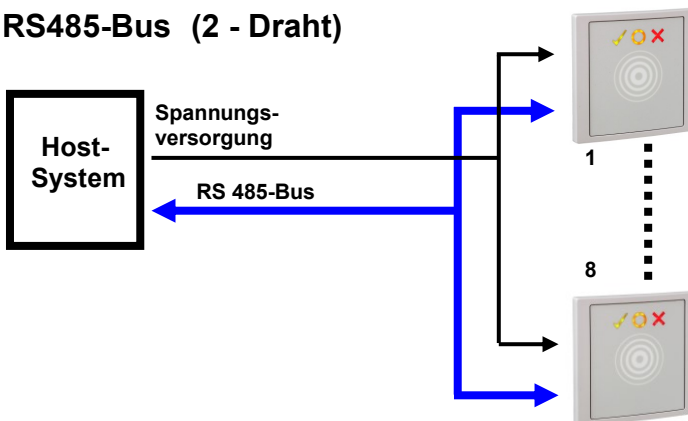 RS485-Bus (2 - Draht)
Spannungs-
versorgung
Host-
System
RS 485-Bus
1
8